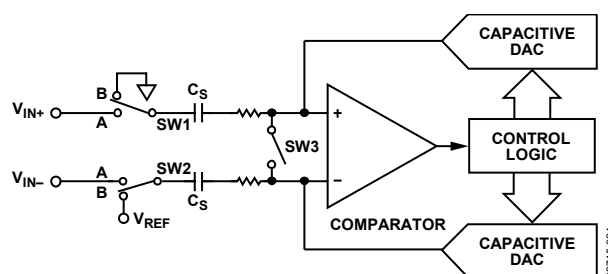 CAPACITIVE
DAC
B
CS
VIN+
A
SW1
+
SW3
CONTROL
LOGIC
VIN–
A
SW2
–
B
CS
VREF
COMPARATOR
CAPACITIVE
DAC